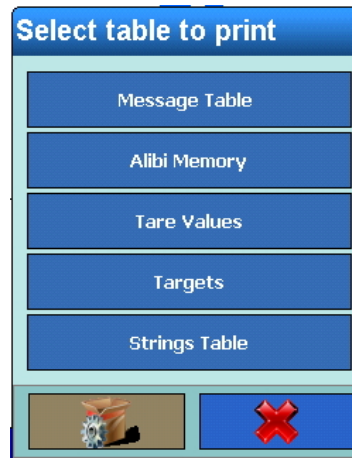 Select table to print
Message Table
Alibi Memory
Tare Values
Targets
Strings Table